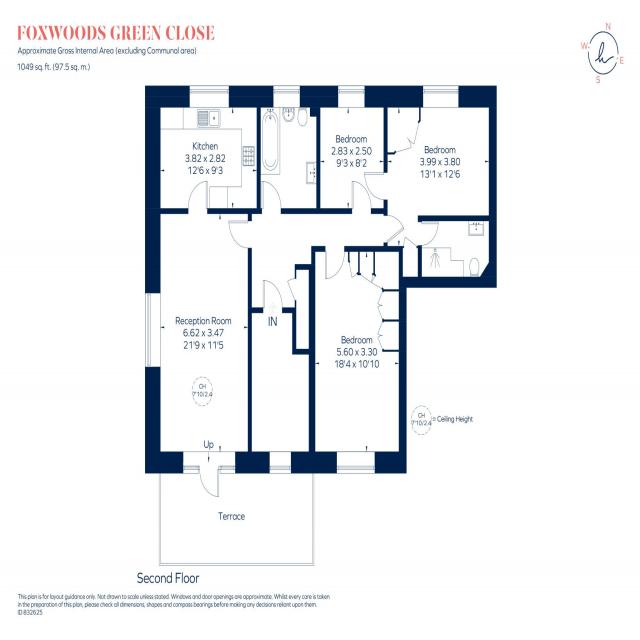 FOXWOODS GREEN CLOSE
Approximate Gross Internal Area (excluding Communal area)
1049 sq. ft. (97.5 sq. m.)
N
W
E
S
h
Kitchen
3.82 x 2.82
12'6 x 9'3
Bedroom
2.83 x 2.50
9'3 x 8'2
Bedroom
3.99 x 3.80
13'1 x 12'6
Reception Room
6.62 x 3.47
21'9 x 11'5
IN
Bedroom
5.60 x 3.30
18'4 x 10'10
CH
7'10/2.4
CH
7'10/2.4
= Ceiling Height
Up
Terrace
Second Floor
This plan is for layout guidance only. Not drawn to scale unless stated. Windows and door openings are approximate. Whilst every care is taken
in the preparation of this plan, please check all dimensions, shapes and compass bearings before making any decisions reliant upon them.
ID 832625